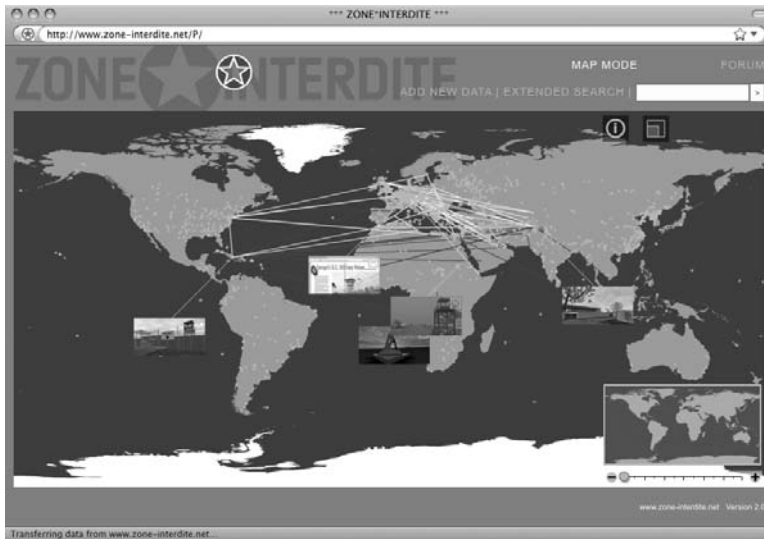 *** ZONE*INTERDITE ***
http://www.zone-interdite.net/P/
ZONE INTERDITE
MAP MODE
FORUM
ADD NEW DATA | EXTENDED SEARCH |
www.zone-interdite.net Version 2.0
Transferring data from www.zone-interdite.net...